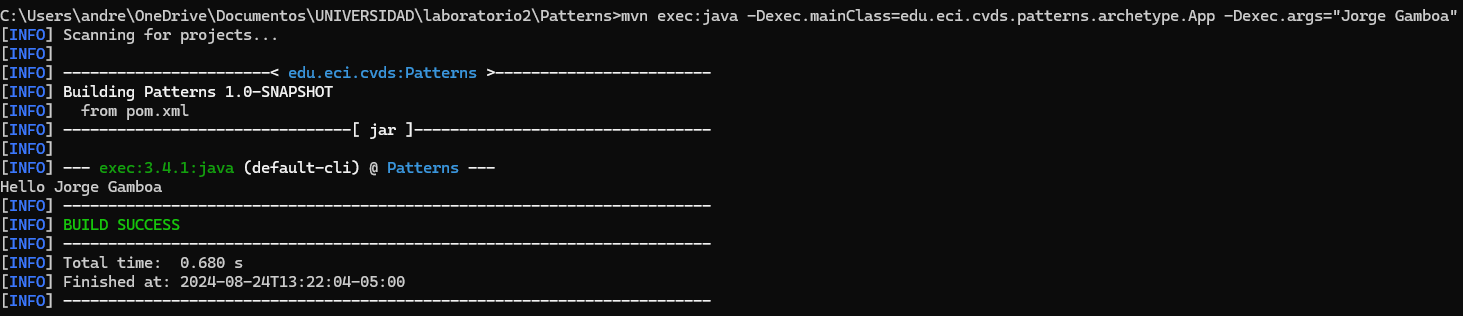 C:\Users\andre\OneDrive\Documentos\UNIVERSIDAD\laboratorio2\Patterns>mvn exec:java -Dexec.mainClass=edu.eci.cvds.patterns.archetype.App -Dexec.args="Jorge Gamboa"
[INFO] Scanning for projects...
[INFO]
[INFO] -----------------------< edu.eci.cvds:Patterns >------------------------
[INFO] Building Patterns 1.0-SNAPSHOT
[INFO]   from pom.xml
[INFO] --------------------------------[ jar ]---------------------------------
[INFO]
[INFO] --- exec:3.4.1:java (default-cli) @ Patterns ---
Hello Jorge Gamboa
[INFO] ------------------------------------------------------------------------
[INFO] BUILD SUCCESS
[INFO] ------------------------------------------------------------------------
[INFO] Total time:  0.680 s
[INFO] Finished at: 2024-08-24T13:22:04-05:00
[INFO] ------------------------------------------------------------------------